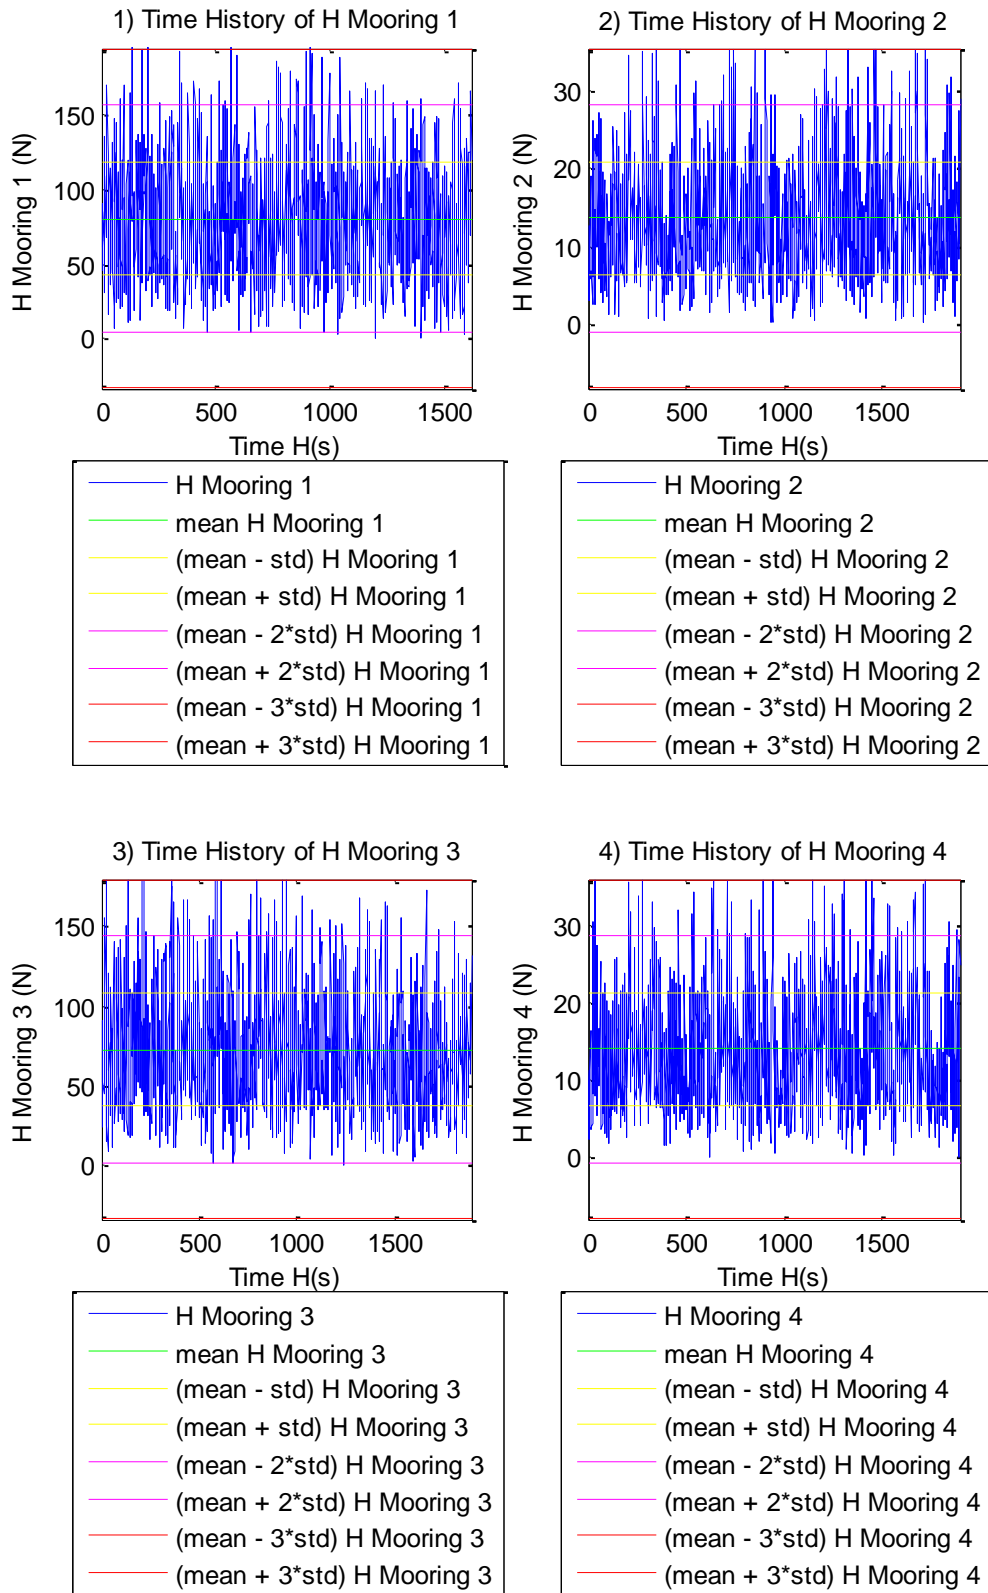 1) Time History of H Mooring 1
H Mooring 1 (N)
150
100
50
0
0 500 1000 1500
Time H(s)
H Mooring 1
mean H Mooring 1
(mean - std) H Mooring 1
(mean + std) H Mooring 1
(mean - 2*std) H Mooring 1
(mean + 2*std) H Mooring 1
(mean - 3*std) H Mooring 1
(mean + 3*std) H Mooring 1
2) Time History of H Mooring 2
H Mooring 2 (N)
30
20
10
0
0 500 1000 1500
Time H(s)
H Mooring 2
mean H Mooring 2
(mean - std) H Mooring 2
(mean + std) H Mooring 2
(mean - 2*std) H Mooring 2
(mean + 2*std) H Mooring 2
(mean - 3*std) H Mooring 2
(mean + 3*std) H Mooring 2
3) Time History of H Mooring 3
H Mooring 3 (N)
150
100
50
0
0 500 1000 1500
Time H(s)
H Mooring 3
mean H Mooring 3
(mean - std) H Mooring 3
(mean + std) H Mooring 3
(mean - 2*std) H Mooring 3
(mean + 2*std) H Mooring 3
(mean - 3*std) H Mooring 3
(mean + 3*std) H Mooring 3
4) Time History of H Mooring 4
H Mooring 4 (N)
30
20
10
0
0 500 1000 1500
Time H(s)
H Mooring 4
mean H Mooring 4
(mean - std) H Mooring 4
(mean + std) H Mooring 4
(mean - 2*std) H Mooring 4
(mean + 2*std) H Mooring 4
(mean - 3*std) H Mooring 4
(mean + 3*std) H Mooring 4